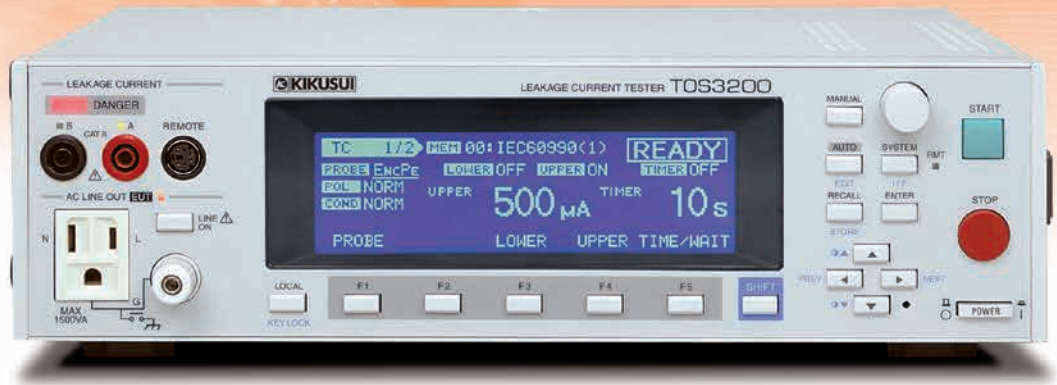 LEAKAGE CURRENT
DANGER
B CAT II A REMOTE
AC LINE OUT EUT
N L
LINE ON
G
MAX
1500VA
KIKUSUI
LEAKAGE CURRENT TESTER TOS3200
TC 1/2 MEM 00:IEC60990(1) READY
PROBE EncPe LOWER OFF UPPER ON TIMER OFF
POL NORM
COND NORM
UPPER 500 µA TIMER 10 s
PROBE LOWER UPPER TIME/WAIT
LOCAL F1 F2 F3 F4 F5 SHIFT
KEY LOCK
MANUAL
AUTO SYSTEM RMT
EDIT I/F
RECALL ENTER
STORE
PREV NEXT
START
STOP
POWER